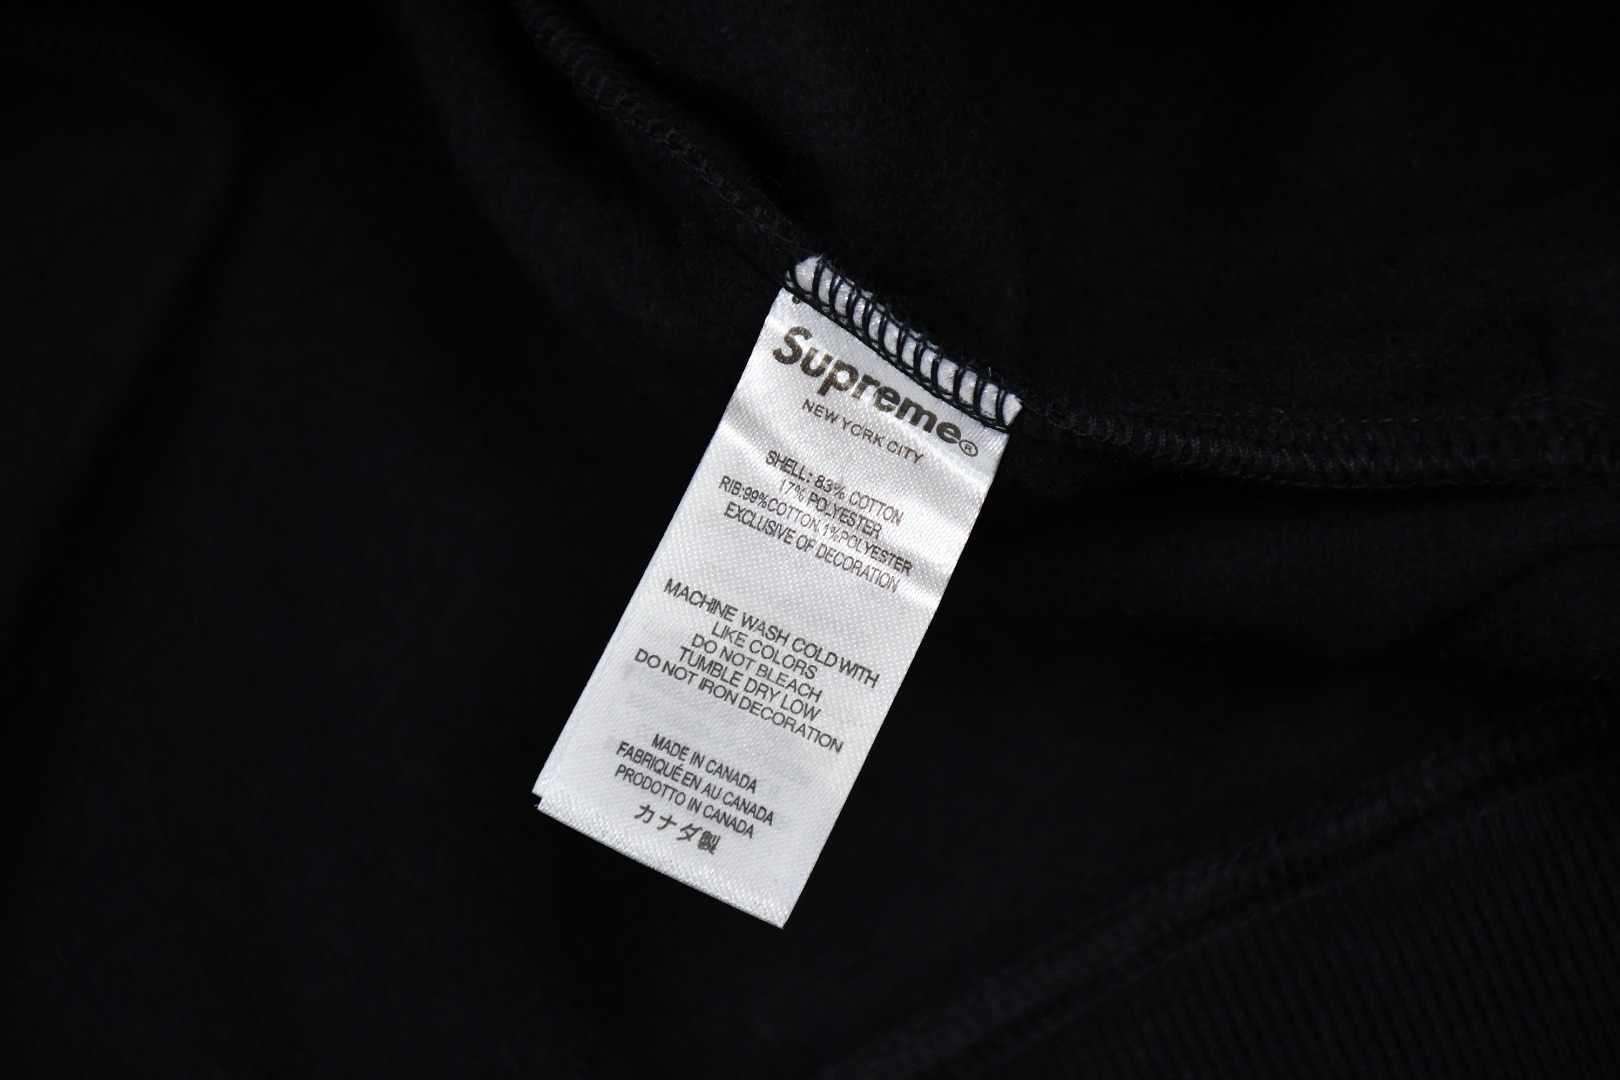 Supreme®
NEW YORK CITY
SHELL: 83% COTTON
17% POLYESTER
RIB:99%COTTON 1%POLYESTER
EXCLUSIVE OF DECORATION
MACHINE WASH COLD WITH
LIKE COLORS
DO NOT BLEACH
TUMBLE DRY LOW
DO NOT IRON DECORATION
MADE IN CANADA
FABRIQUÉ EN AU CANADA
PRODOTTO IN CANADA
カナダ製